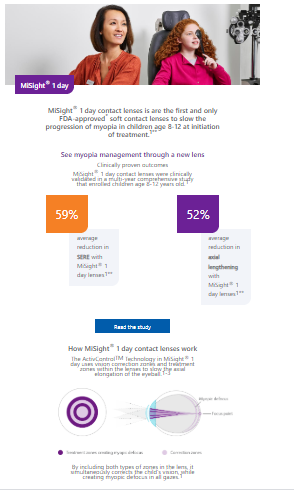 MiSight® 1 day
MiSight® 1 day contact lenses is are the first and only
FDA-approved* soft contact lenses to slow the
progression of myopia in children age 8-12 at initiation
of treatment.
See myopia management through a new lens
Clinically proven outcomes
MiSight® 1 day contact lenses were clinically
validated in a multi-year comprehensive study
that enrolled children age 8-12 years old.¹
59%
average
reduction in
SERE with
MiSight® 1
day lenses¹**
52%
average
reduction in
axial
lengthening
with
MiSight® 1
day lenses¹**
Read the study
How MiSight® 1 day contact lenses work
The ActivControl™ Technology in MiSight® 1
day uses vision correction zones and treatment
zones within the lenses to slow the axial
elongation of the eyeball.¹⁻³
Myopic defocus
Focus point
Treatment zones creating myopic defocus
Correction zones
By including both types of zones in the lens, it
simultaneously corrects the child's vision, while
creating myopic defocus in all gazes.